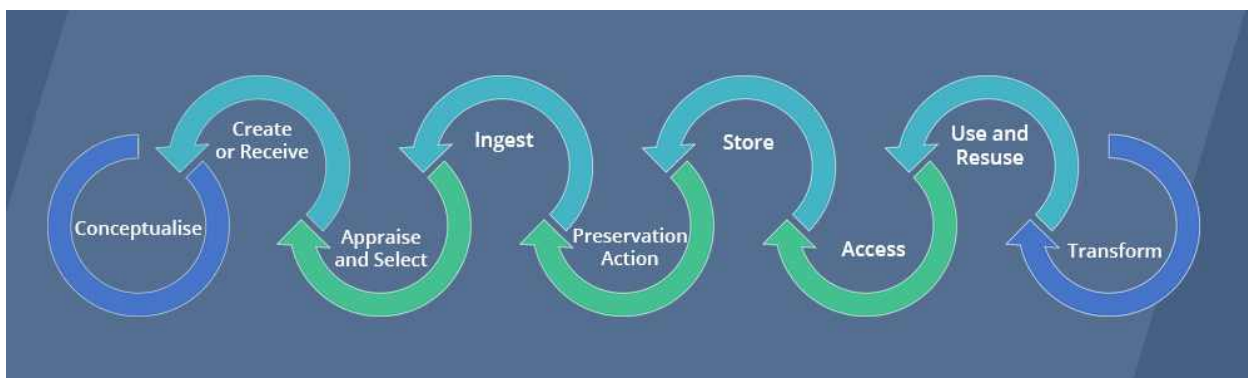 Conceptualise
Create
or Receive
Appraise
and Select
Ingest
Preservation
Action
Store
Access
Use and
Resuse
Transform